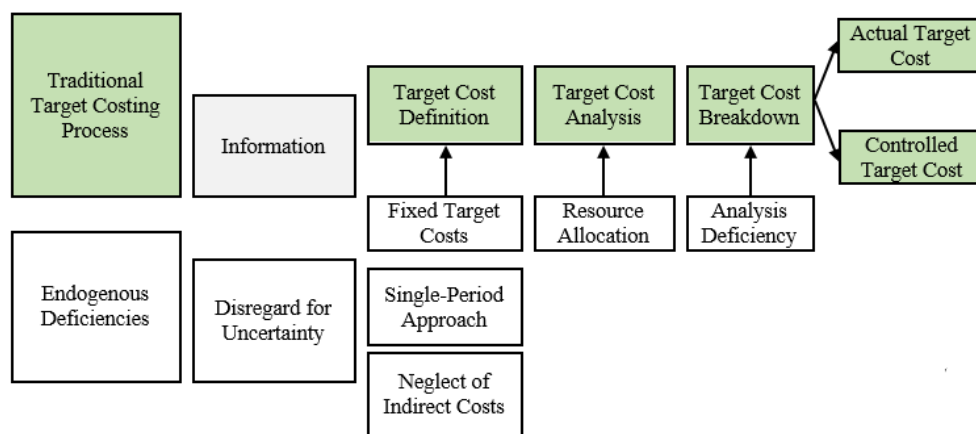 Traditional
Target Costing
Process
Information
Target Cost
Definition
Target Cost
Analysis
Target Cost
Breakdown
Actual Target
Cost
Controlled
Target Cost
Fixed Target
Costs
Resource
Allocation
Analysis
Deficiency
Endogenous
Deficiencies
Disregard for
Uncertainty
Single-Period
Approach
Neglect of
Indirect Costs